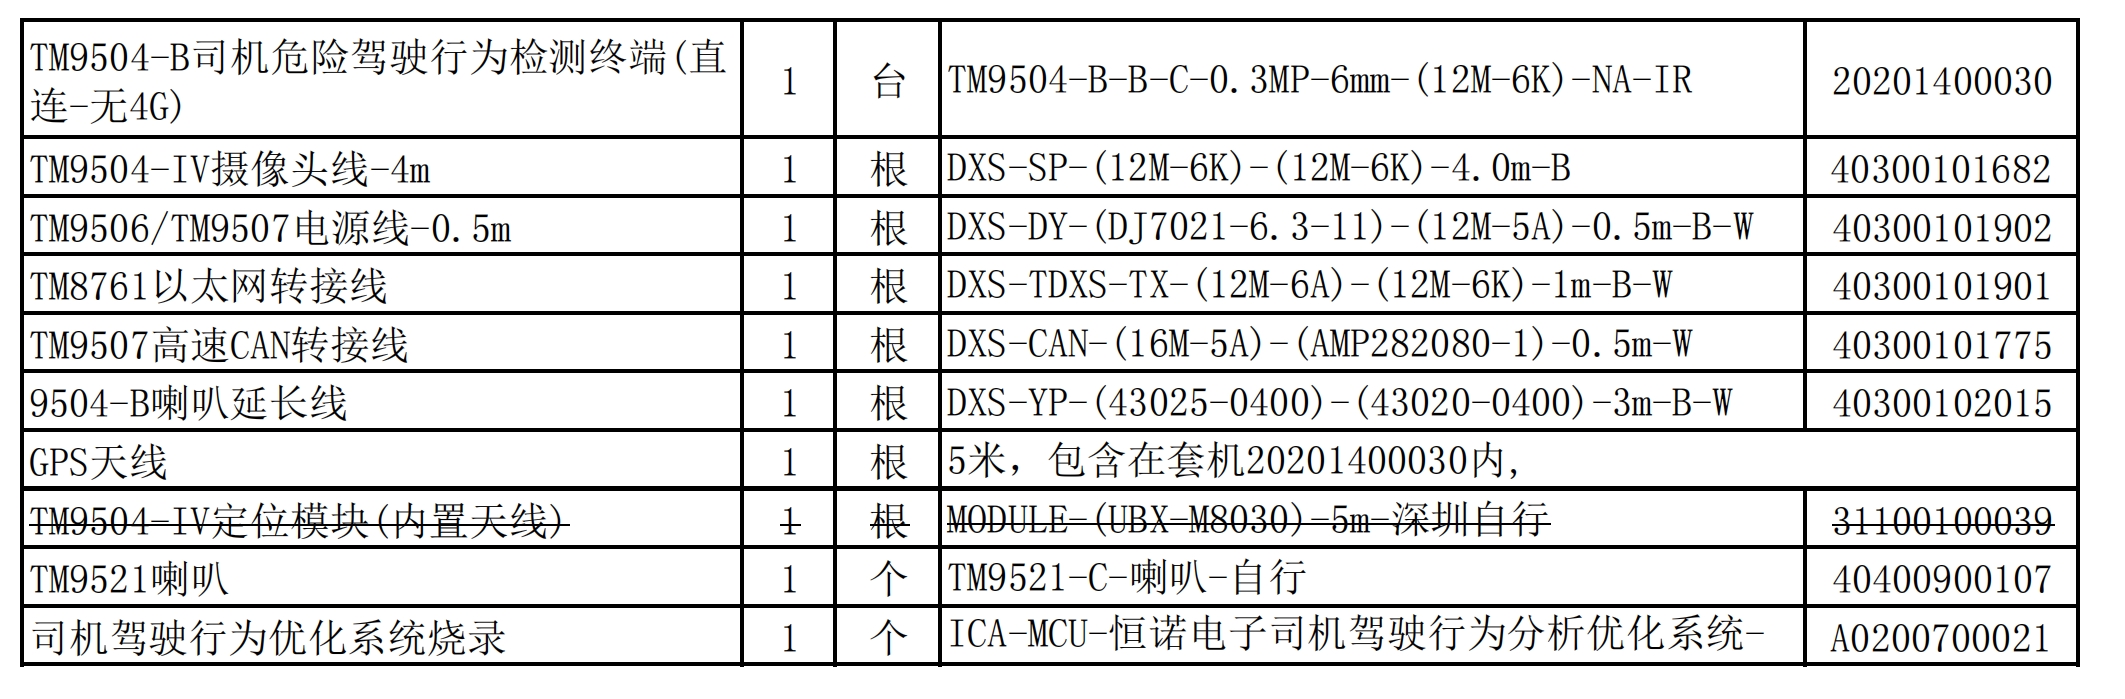 TM9504-B司机危险驾驶行为检测终端(直
连-无4G) 1 台 TM9504-B-B-C-0.3MP-6mm-(12M-6K)-NA-IR 20201400030
TM9504-IV摄像头线-4m 1 根 DXS-SP-(12M-6K)-(12M-6K)-4.0m-B 40300101682
TM9506/TM9507电源线-0.5m 1 根 DXS-DY-(DJ7021-6.3-11)-(12M-5A)-0.5m-B-W 40300101902
TM8761以太网转接线 1 根 DXS-TDXS-TX-(12M-6A)-(12M-6K)-1m-B-W 40300101901
TM9507高速CAN转接线 1 根 DXS-CAN-(16M-5A)-(AMP282080-1)-0.5m-W 40300101775
9504-B喇叭延长线 1 根 DXS-YP-(43025-0400)-(43020-0400)-3m-B-W 40300102015
GPS天线 1 根 5米，包含在套机20201400030内,
TM9504-IV定位模块(内置天线) 1 根 MODULE-(UBX-M8030)-5m-深圳自行 31100100039
TM9521喇叭 1 个 TM9521-C-喇叭-自行 40400900107
司机驾驶行为优化系统烧录 1 个 ICA-MCU-恒诺电子司机驾驶行为分析优化系统- A0200700021